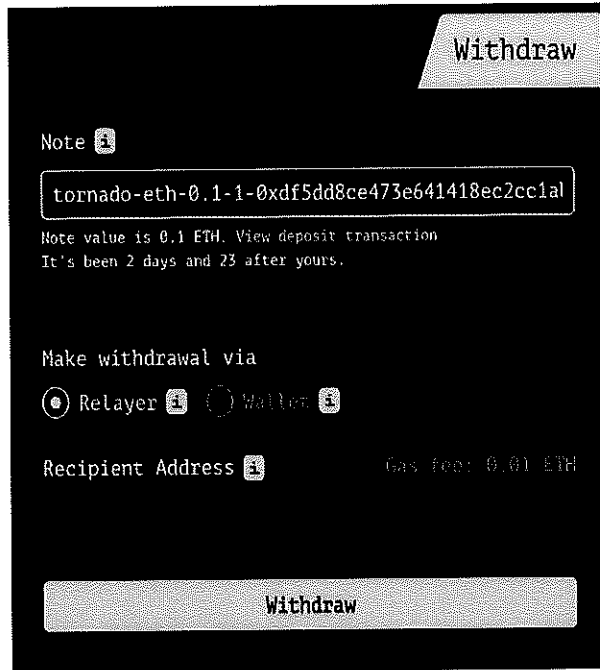 Withdraw
Note i
tornado-eth-0.1-1-0xdf5dd8ce473e641418ec2cc1al
Note value is 0.1 ETH. View deposit transaction
It's been 2 days and 23 after yours.
Make withdrawal via
Relayer i Wallet i
Recipient Address i Gas fee: 0.01 ETH
Withdraw